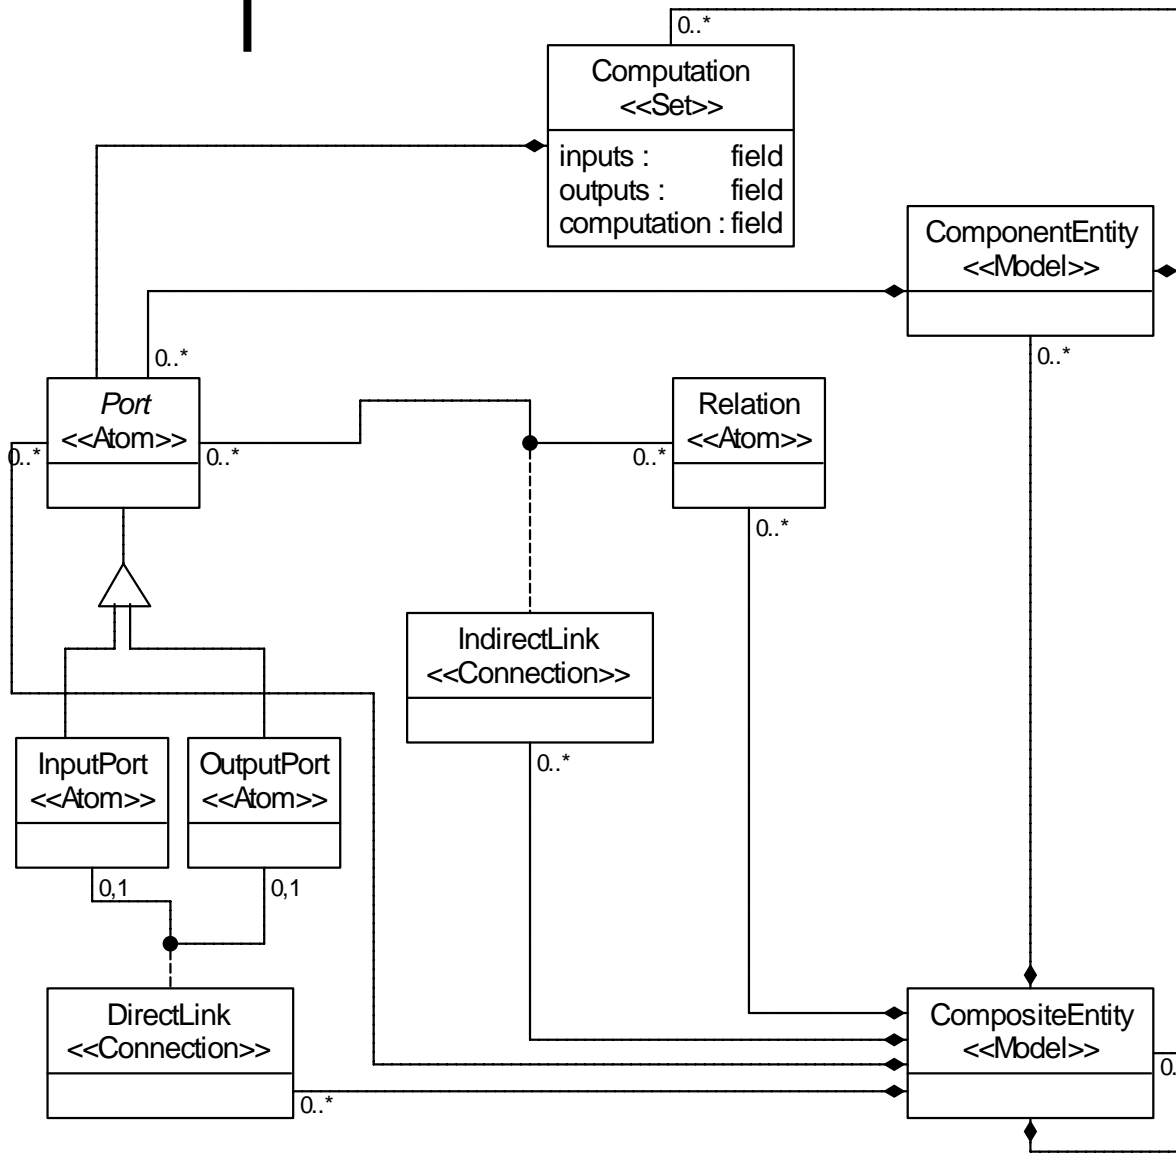 0..*
Computation
<<Set>>
inputs : field
outputs : field
computation : field
ComponentEntity
<<Model>>
0..*
0..*
Port
<<Atom>>
0..*
0..*
Relation
<<Atom>>
0..*
0..*
IndirectLink
<<Connection>>
0..*
InputPort
<<Atom>>
OutputPort
<<Atom>>
0,1
0,1
DirectLink
<<Connection>>
0..*
CompositeEntity
<<Model>>
0..